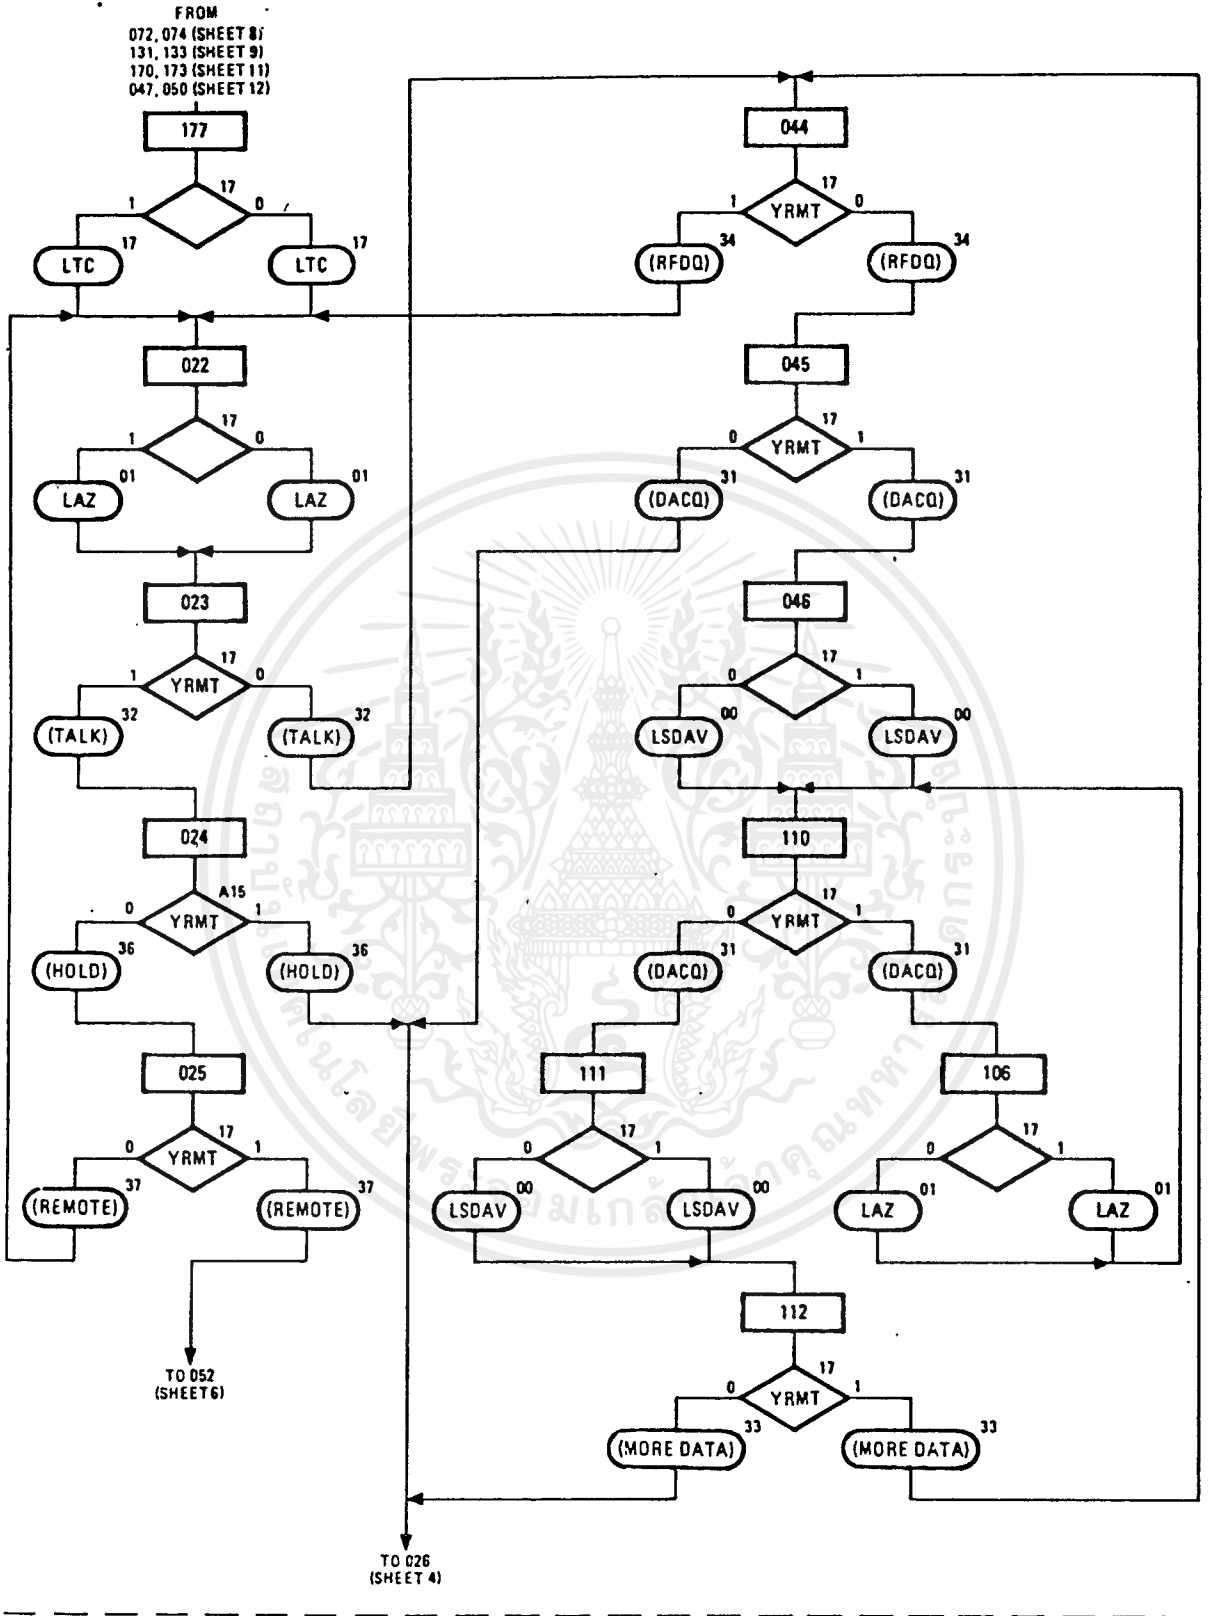 FROM
072, 074 (SHEET 8)
131, 133 (SHEET 9)
170, 173 (SHEET 11)
047, 050 (SHEET 12)
177
17
1
0
LTC
17
LTC
17
022
17
1
0
LAZ
01
LAZ
01
023
17
1
YRMT
0
(TALK)
32
(TALK)
32
024
A15
0
YRMT
1
(HOLD)
36
(HOLD)
36
025
17
0
YRMT
1
(REMOTE)
37
(REMOTE)
37
TO 052
(SHEET 6)
044
17
1
YRMT
0
(RFDQ)
34
(RFDQ)
34
045
17
0
YRMT
1
(DACQ)
31
(DACQ)
31
046
17
0
1
LSDAV
00
LSDAV
00
110
17
0
YRMT
1
(DACQ)
31
(DACQ)
31
111
17
0
1
LSDAV
00
LSDAV
00
106
17
0
1
LAZ
01
LAZ
01
112
17
0
YRMT
1
(MORE DATA)
33
(MORE DATA)
33
TO 026
(SHEET 4)